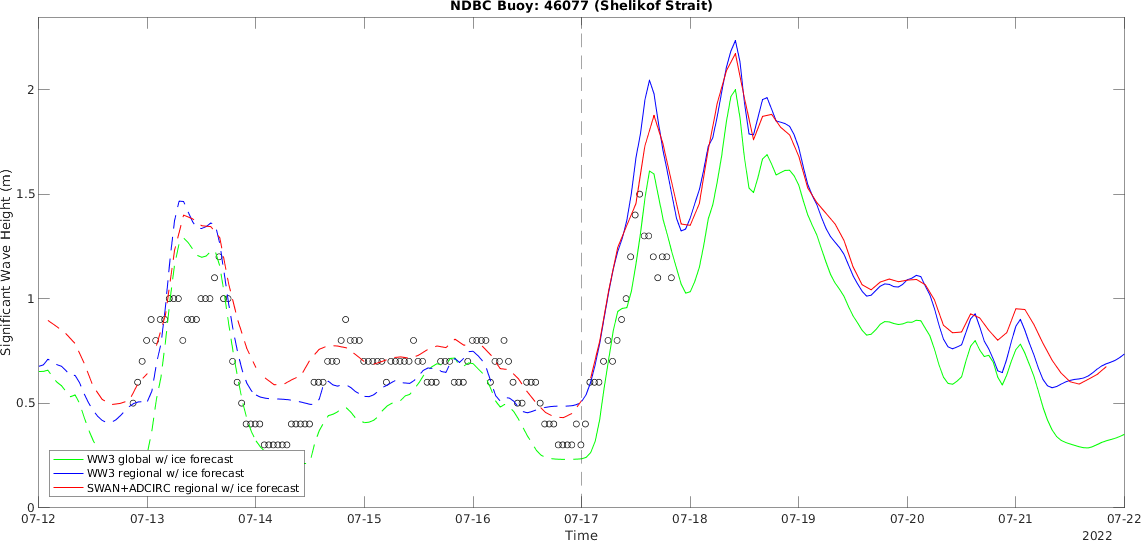 NDBC Buoy: 46077 (Shelikof Strait)
Significant Wave Height (m)
2
1.5
1
0.5
0
WW3 global w/ ice forecast
WW3 regional w/ ice forecast
SWAN+ADCIRC regional w/ ice forecast
07-12 07-13 07-14 07-15 07-16 07-17 07-18 07-19 07-20 07-21 07-22
Time
2022